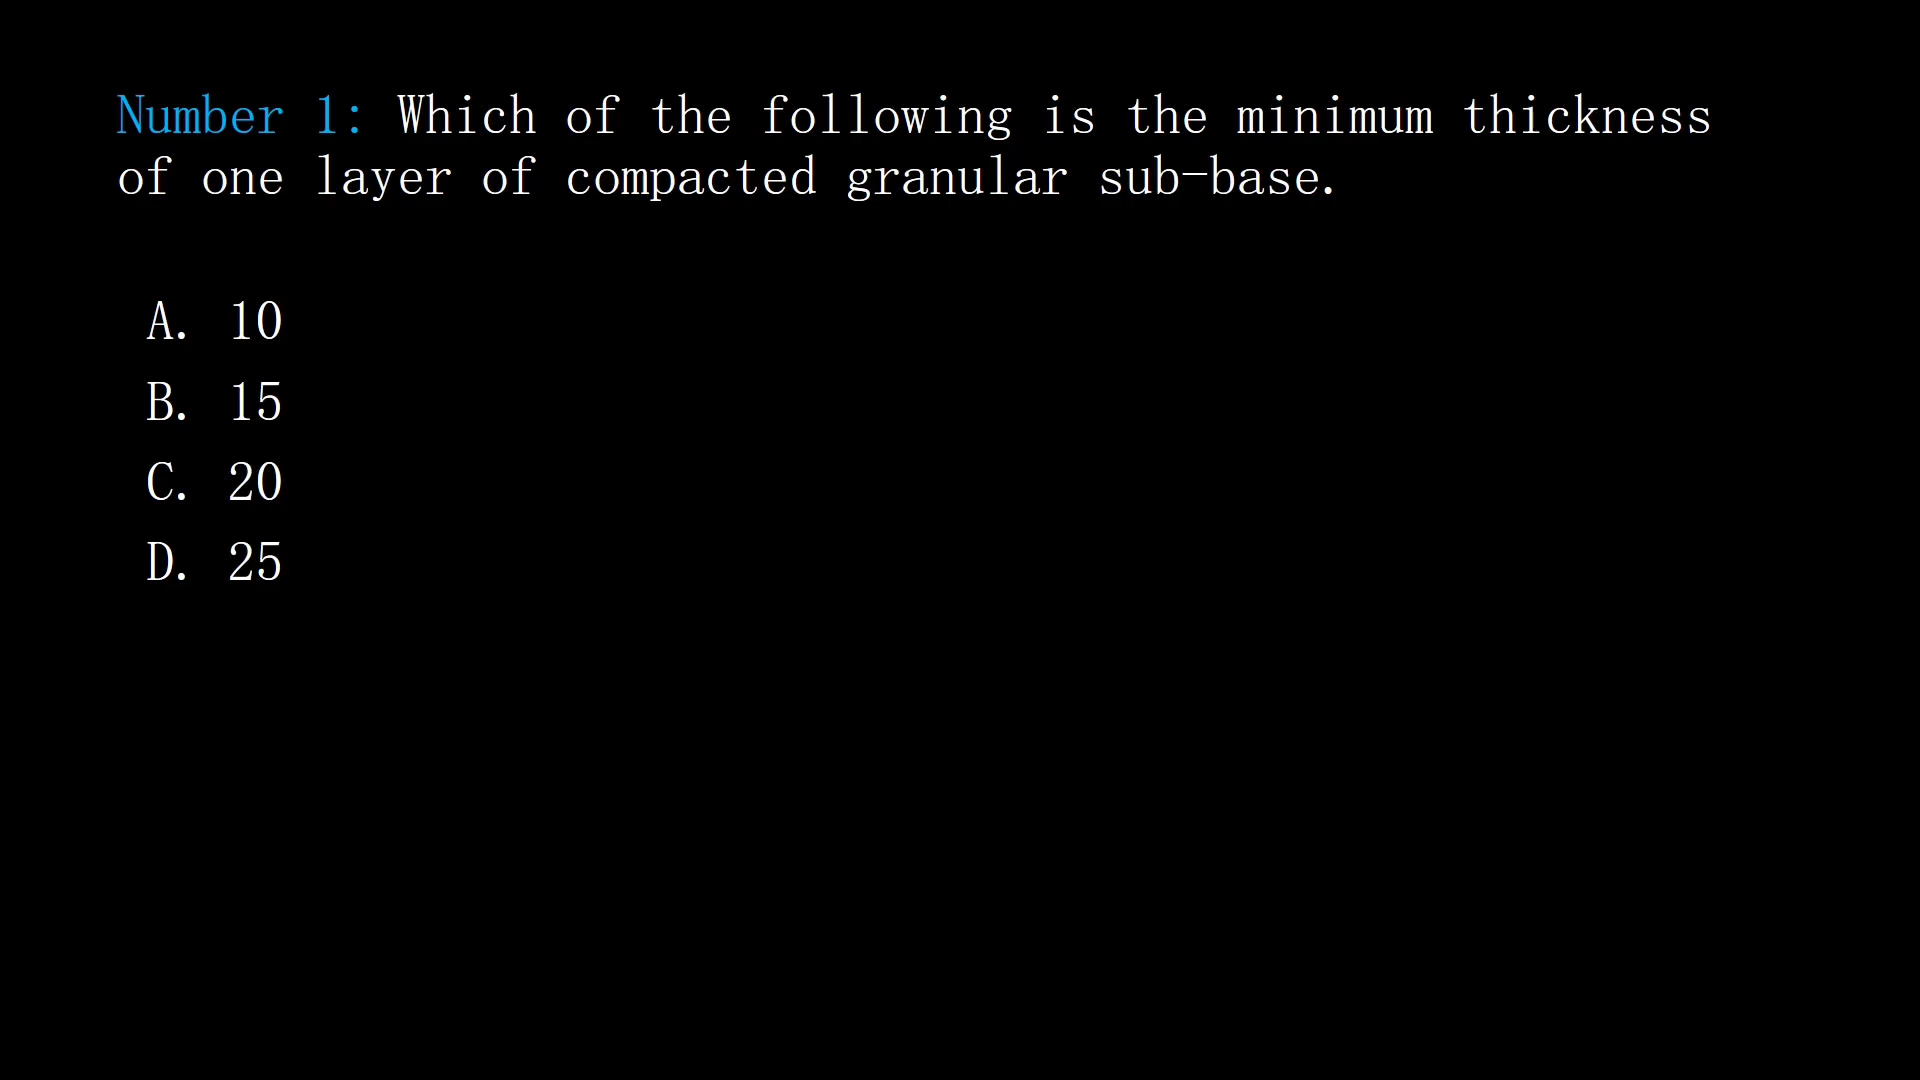 Number 1: Which of the following is the minimum thickness
of one layer of compacted granular sub-base.
A. 10
B. 15
C. 20
D. 25